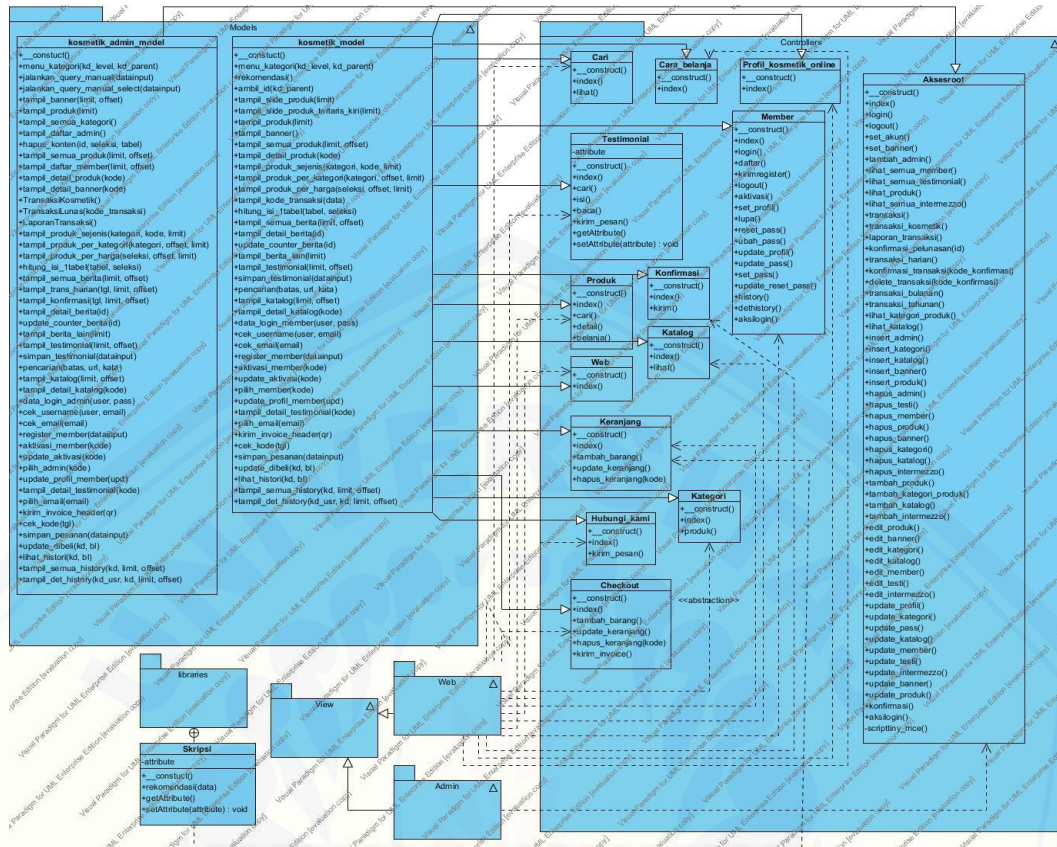 Models
kosmetik_admin_model
+__constuct()
+menu_kategori(kd_level, kd_parent)
+jalankan_query_manual(datainput)
+jalankan_query_manual_select(datainput)
+tampil_banner(limit, offset)
+tampil_produk(limit)
+tampil_semua_kategori()
+tampil_daftar_admin()
+hapus_konten(id, seleksi, tabel)
+tampil_semua_produk(limit, offset)
+tampil_daftar_member(limit, offset)
+tampil_detail_produk(kode)
+tampil_detail_banner(kode)
+TransaksiKosmetik()
+TransaksiLunas(kode_transaksi)
+LaporanTransaksi()
+tampil_produk_sejenis(kategori, kode, limit)
+tampil_produk_per_kategori(kategori, offset, limit)
+tampil_produk_per_harga(seleksi, offset, limit)
+hitung_isi_1tabel(tabel, seleksi)
+tampil_semua_berita(limit, offset)
+tampil_trans_harian(tgl, limit, offset)
+tampil_konfirmasi(tgl, limit, offset)
+tampil_detail_berita(id)
+update_counter_berita(id)
+tampil_berita_lain(limit)
+tampil_testimonial(limit, offset)
+simpan_testimonial(datainput)
+pencarian(batas, url, kata)
+tampil_katalog(limit, offset)
+tampil_detail_katalog(kode)
+data_login_admin(user, pass)
+cek_username(user, email)
+cek_email(email)
+register_member(datainput)
+aktivasi_member(kode)
+update_aktivasi(kode)
+pilih_admin(kode)
+update_profil_member(upd)
+tampil_detail_testimonial(kode)
+pilih_email(email)
+kirim_invoice_header(qr)
+cek_kode(tgl)
+simpan_pesanan(datainput)
+update_dibeli(kd, bl)
+lihat_histori(kd, bl)
+tampil_semua_history(kd, limit, offset)
+tampil_det_history(kd_usr, kd, limit, offset)
kosmetik_model
+__constuct()
+menu_kategori(kd_level, kd_parent)
+rekomendasi()
+ambil_id(kd_parent)
+tampil_slide_produk(limit)
+tampil_slide_produk_terlaris_kiri(limit)
+tampil_produk(limit)
+tampil_banner()
+tampil_semua_produk(limit, offset)
+tampil_detail_produk(kode)
+tampil_produk_sejenis(kategori, kode, limit)
+tampil_produk_per_kategori(kategori, offset, limit)
+tampil_produk_per_harga(seleksi, offset, limit)
+tampil_kode_transaksi(data)
+hitung_isi_1tabel(tabel, seleksi)
+tampil_semua_berita(limit, offset)
+tampil_detail_berita(id)
+update_counter_berita(id)
+tampil_berita_lain(limit)
+tampil_testimonial(limit, offset)
+simpan_testimonial(datainput)
+pencarian(batas, url, kata)
+tampil_katalog(limit, offset)
+tampil_detail_katalog(kode)
+data_login_member(user, pass)
+cek_username(user, email)
+cek_email(email)
+register_member(datainput)
+aktivasi_member(kode)
+update_aktivasi(kode)
+pilih_member(kode)
+update_profil_member(upd)
+tampil_detail_testimonial(kode)
+pilih_email(email)
+kirim_invoice_header(qr)
+cek_kode(tgl)
+simpan_pesanan(datainput)
+update_dibeli(kd, bl)
+lihat_histori(kd, bl)
+tampil_semua_history(kd, limit, offset)
+tampil_det_history(kd_usr, kd, limit, offset)
Controllers
Cari
+__construct()
+index()
+lihat()
Cara_belanja
+__construct()
+index()
Profil_kosmetik_online
+__construct()
+index()
Testimonial
-attribute
+__construct()
+index()
+cari()
+isi()
+baca()
+kirim_pesan()
+getAttribute()
+setAttribute(attribute) : void
Member
+__construct()
+index()
+login()
+daftar()
+kirimregister()
+logout()
+aktivasi()
+set_profil()
+lupa()
+reset_pass()
+ubah_pass()
+update_profil()
+update_pass()
+set_pass()
+update_reset_pass()
+history()
+dethistory()
+aksilogin()
Produk
+__construct()
+index()
+cari()
+detail()
+belanja()
Konfirmasi
+__construct()
+index()
+kirim()
Katalog
+__construct()
+index()
+lihat()
Web
+__construct()
+index()
Keranjang
+__construct()
+index()
+tambah_barang()
+update_keranjang()
+hapus_keranjang(kode)
Kategori
+__construct()
+index()
+produk()
Hubungi_kami
+__construct()
+index()
+kirim_pesan()
Checkout
+__construct()
+index()
+tambah_barang()
+update_keranjang()
+hapus_keranjang(kode)
+kirim_invoice()
<<abstraction>>
Aksesroot
+__construct()
+index()
+login()
+logout()
+set_akun()
+set_banner()
+tambah_admin()
+lihat_semua_member()
+lihat_semua_testimonial()
+lihat_produk()
+lihat_semua_intermezzo()
+transaksi()
+transaksi_kosmetik()
+laporan_transaksi()
+konfirmasi_pelunasan(id)
+transaksi_harian()
+konfirmasi_transaksi(kode_konfirmasi)
+delete_transaksi(kode_konfirmasi)
+transaksi_bulanan()
+transaksi_tahunan()
+lihat_kategori_produk()
+lihat_katalog()
+insert_admin()
+insert_kategori()
+insert_katalog()
+insert_banner()
+insert_produk()
+hapus_admin()
+hapus_testi()
+hapus_member()
+hapus_produk()
+hapus_banner()
+hapus_kategori()
+hapus_katalog()
+hapus_intermezzo()
+tambah_produk()
+tambah_kategori_produk()
+tambah_katalog()
+tambah_intermezzo()
+edit_produk()
+edit_banner()
+edit_kategori()
+edit_katalog()
+edit_member()
+edit_testi()
+edit_intermezzo()
+update_profil()
+update_kategori()
+update_pass()
+update_katalog()
+update_member()
+update_testi()
+update_intermezzo()
+update_banner()
+update_produk()
+konfirmasi()
+aksilogin()
-scripttiny_mce()
libraries
Skripsi
-attribute
+__constuct()
+rekomendasi(data)
+getAttribute()
+setAttribute(attribute) : void
View
Web
Admin
Visual Paradigm for UML Enterprise Edition [evaluation copy]